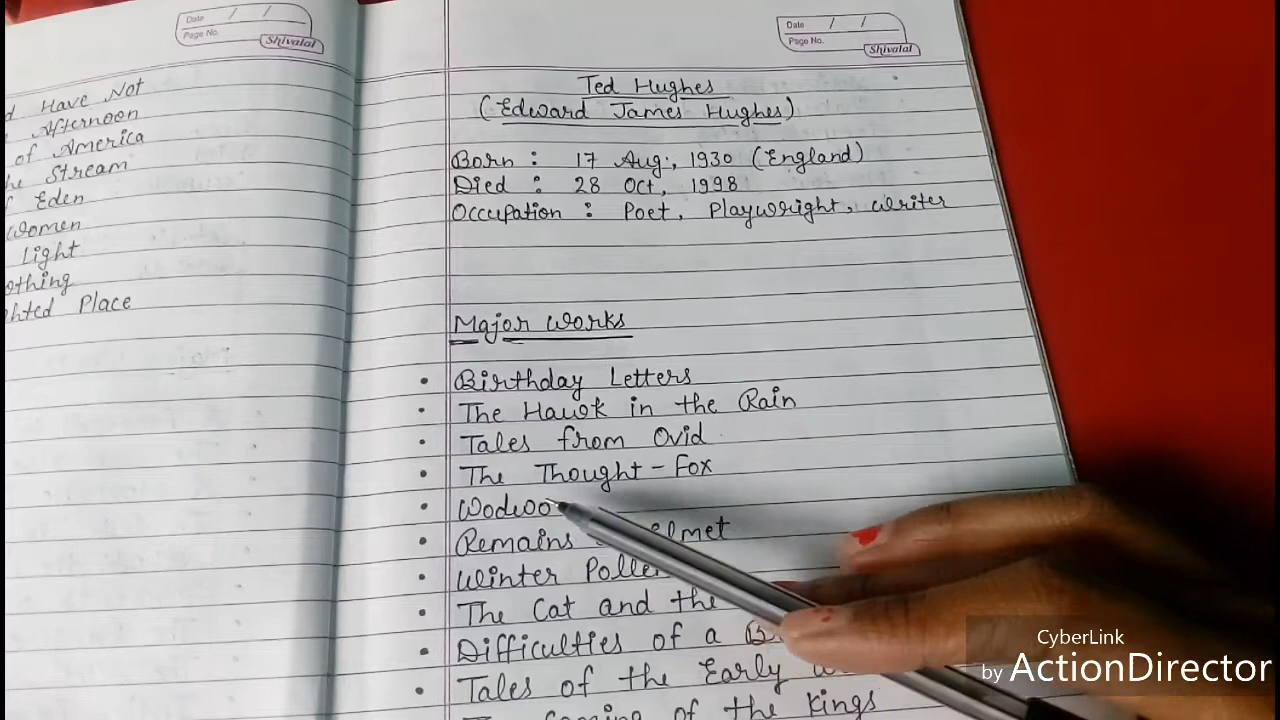 Date / /
Page No.
Shivalal
Have Not
Afternoon
of America
Stream
Eden
Women
Light
Place
Date / /
Page No.
Shivalal
Ted Hughes
(Edward James Hughes)
Born : 17 Aug., 1930 (England)
Died : 28 Oct, 1998
Occupation : Poet, Playwright, Writer
Major Works
• Birthday Letters
• The Hawk in the Rain
• Tales from Ovid
• The Thought-Fox
• Wodwo
• Remains
• Winter
• The Cat and the
• Difficulties of a
• Tales of the Early
Coming of the Kings
CyberLink
by ActionDirector